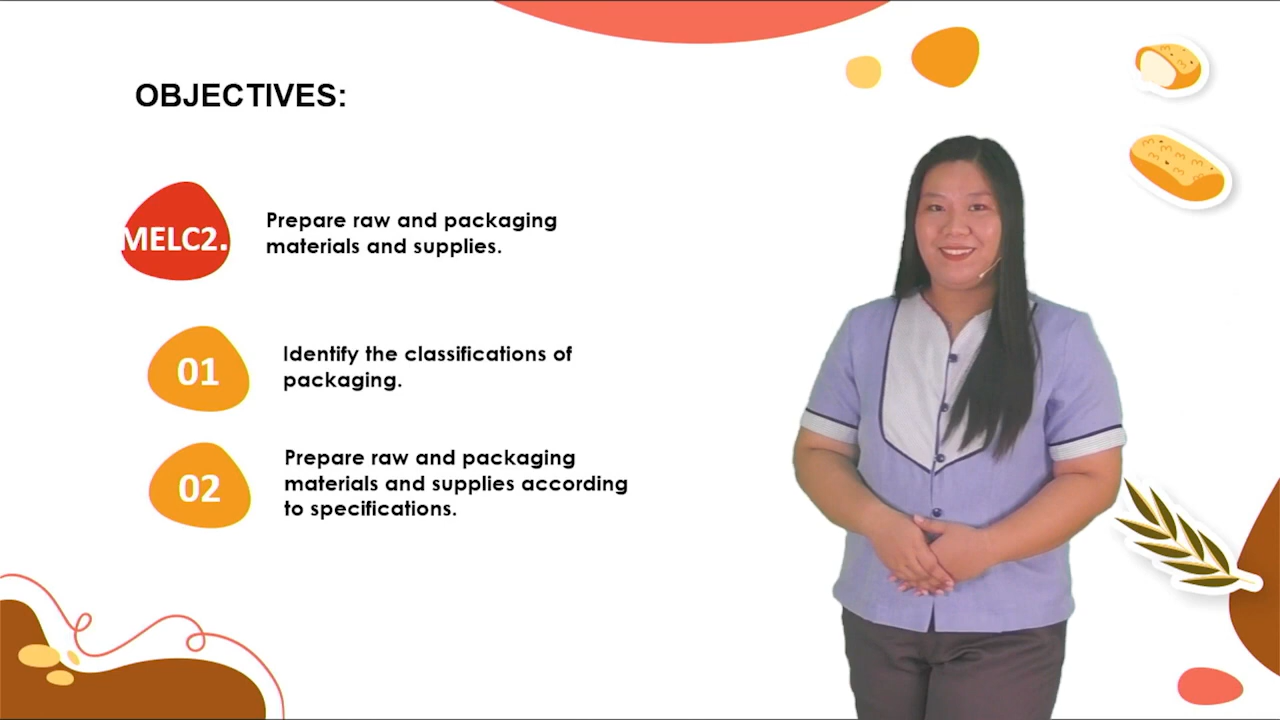 OBJECTIVES:
MELC2.
Prepare raw and packaging
materials and supplies.
01
Identify the classifications of
packaging.
02
Prepare raw and packaging
materials and supplies according
to specifications.